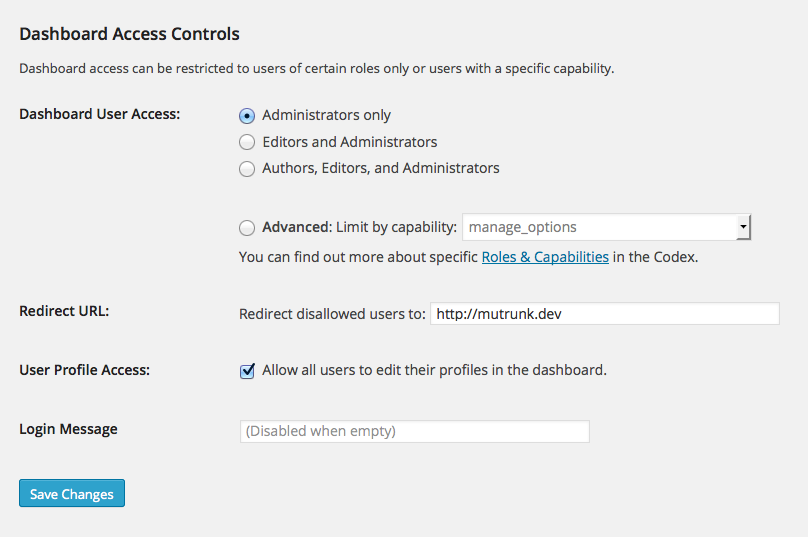 Dashboard Access Controls
Dashboard access can be restricted to users of certain roles only or users with a specific capability.
Dashboard User Access:
Administrators only
Editors and Administrators
Authors, Editors, and Administrators
Advanced: Limit by capability: manage_options
You can find out more about specific Roles & Capabilities in the Codex.
Redirect URL:
Redirect disallowed users to: http://mutrunk.dev
User Profile Access:
Allow all users to edit their profiles in the dashboard.
Login Message
(Disabled when empty)
Save Changes